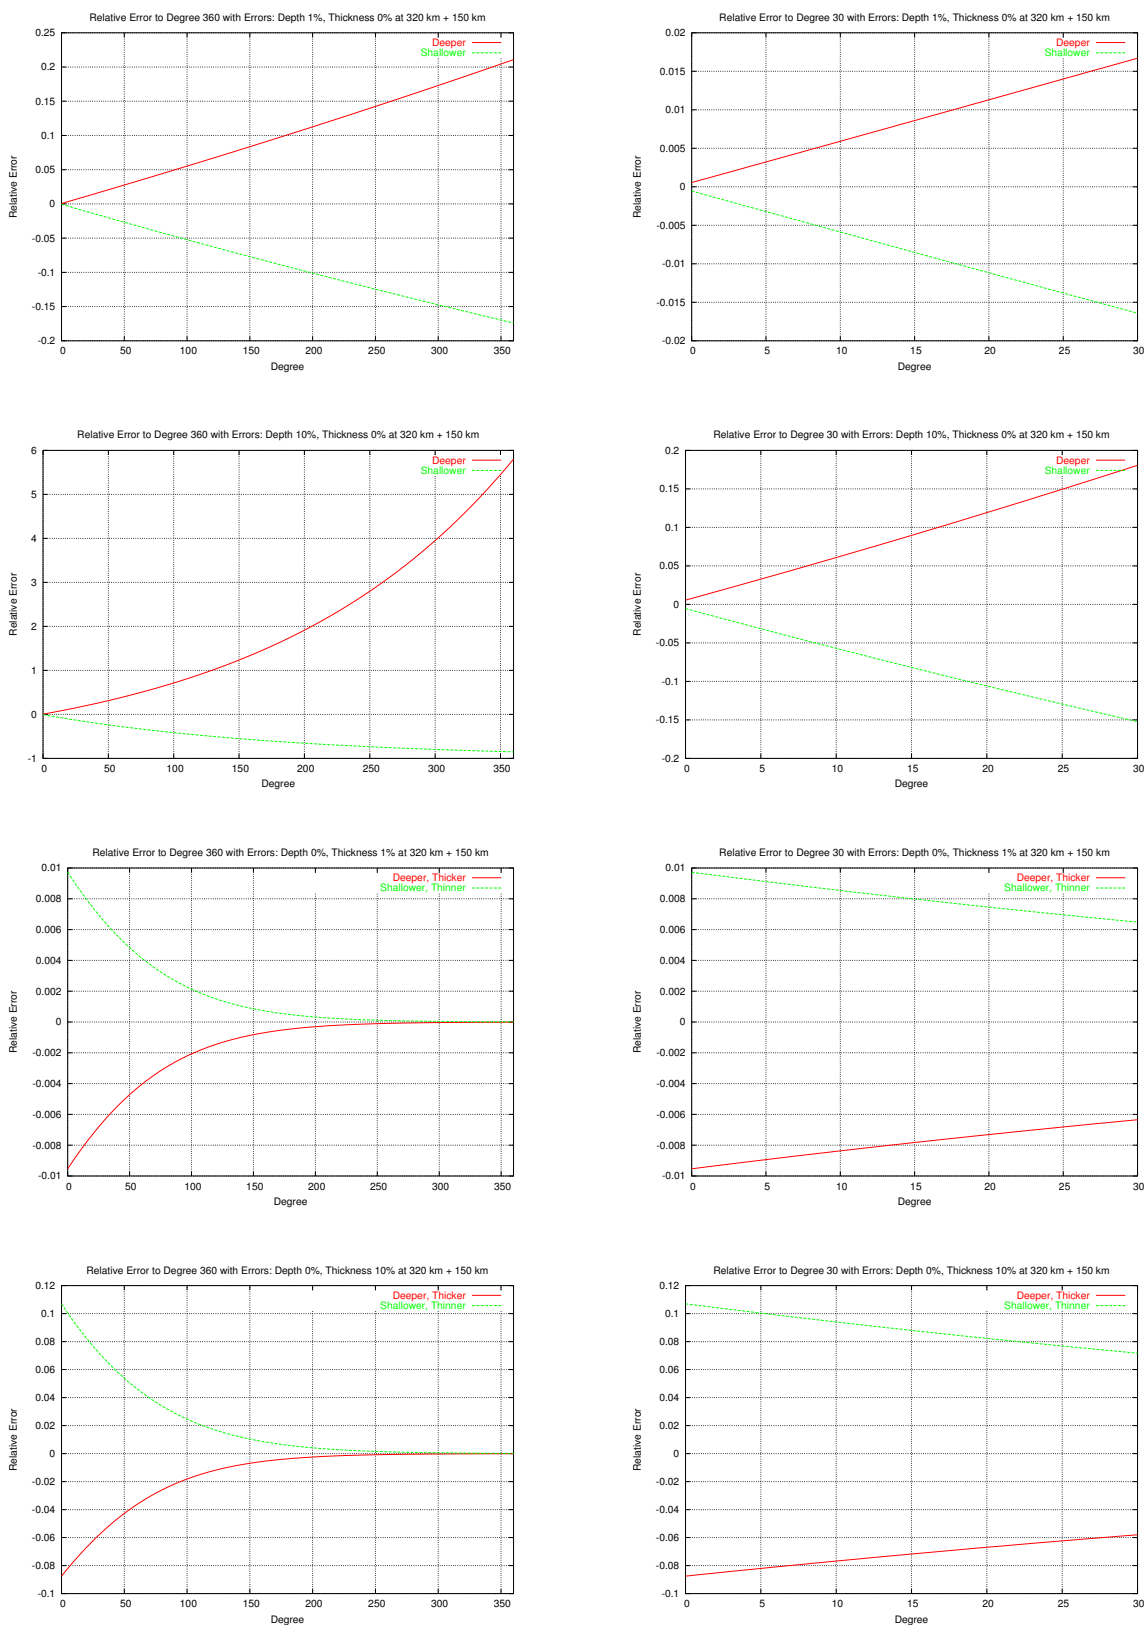 Relative Error to Degree 360 with Errors: Depth 1%, Thickness 0% at 320 km + 150 km
0.25
0.2
0.15
0.1
0.05
0
-0.05
-0.1
-0.15
-0.2
Relative Error
Deeper
Shallower
0 50 100 150 200 250 300 350
Degree
Relative Error to Degree 30 with Errors: Depth 1%, Thickness 0% at 320 km + 150 km
0.02
0.015
0.01
0.005
0
-0.005
-0.01
-0.015
-0.02
Relative Error
Deeper
Shallower
0 5 10 15 20 25 30
Degree
Relative Error to Degree 360 with Errors: Depth 10%, Thickness 0% at 320 km + 150 km
6
5
4
3
2
1
0
-1
Relative Error
Deeper
Shallower
0 50 100 150 200 250 300 350
Degree
Relative Error to Degree 30 with Errors: Depth 10%, Thickness 0% at 320 km + 150 km
0.2
0.15
0.1
0.05
0
-0.05
-0.1
-0.15
-0.2
Relative Error
Deeper
Shallower
0 5 10 15 20 25 30
Degree
Relative Error to Degree 360 with Errors: Depth 0%, Thickness 1% at 320 km + 150 km
0.01
0.008
0.006
0.004
0.002
0
-0.002
-0.004
-0.006
-0.008
-0.01
Relative Error
Deeper, Thicker
Shallower, Thinner
0 50 100 150 200 250 300 350
Degree
Relative Error to Degree 30 with Errors: Depth 0%, Thickness 1% at 320 km + 150 km
0.01
0.008
0.006
0.004
0.002
0
-0.002
-0.004
-0.006
-0.008
-0.01
Relative Error
Deeper, Thicker
Shallower, Thinner
0 5 10 15 20 25 30
Degree
Relative Error to Degree 360 with Errors: Depth 0%, Thickness 10% at 320 km + 150 km
0.12
0.1
0.08
0.06
0.04
0.02
0
-0.02
-0.04
-0.06
-0.08
-0.1
Relative Error
Deeper, Thicker
Shallower, Thinner
0 50 100 150 200 250 300 350
Degree
Relative Error to Degree 30 with Errors: Depth 0%, Thickness 10% at 320 km + 150 km
0.12
0.1
0.08
0.06
0.04
0.02
0
-0.02
-0.04
-0.06
-0.08
-0.1
Relative Error
Deeper, Thicker
Shallower, Thinner
0 5 10 15 20 25 30
Degree